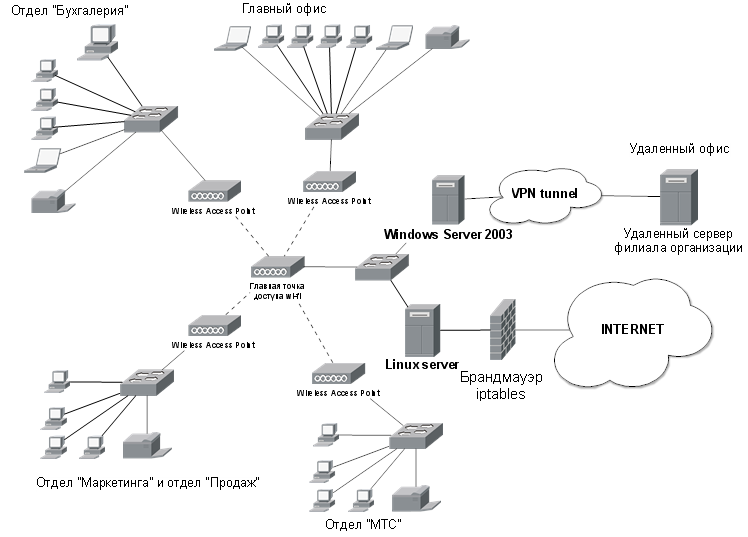 Отдел "Бухгалерия"
Главный офис
Wireless Access Point
Wireless Access Point
Удаленный офис
VPN tunnel
Windows Server 2003
Удаленный сервер
филиала организации
Главная точка
доступа wi-fi
Wireless Access Point
INTERNET
Linux server
Брандмауэр
iptables
Wireless Access Point
Отдел "Маркетинга" и отдел "Продаж"
Отдел "МТС"